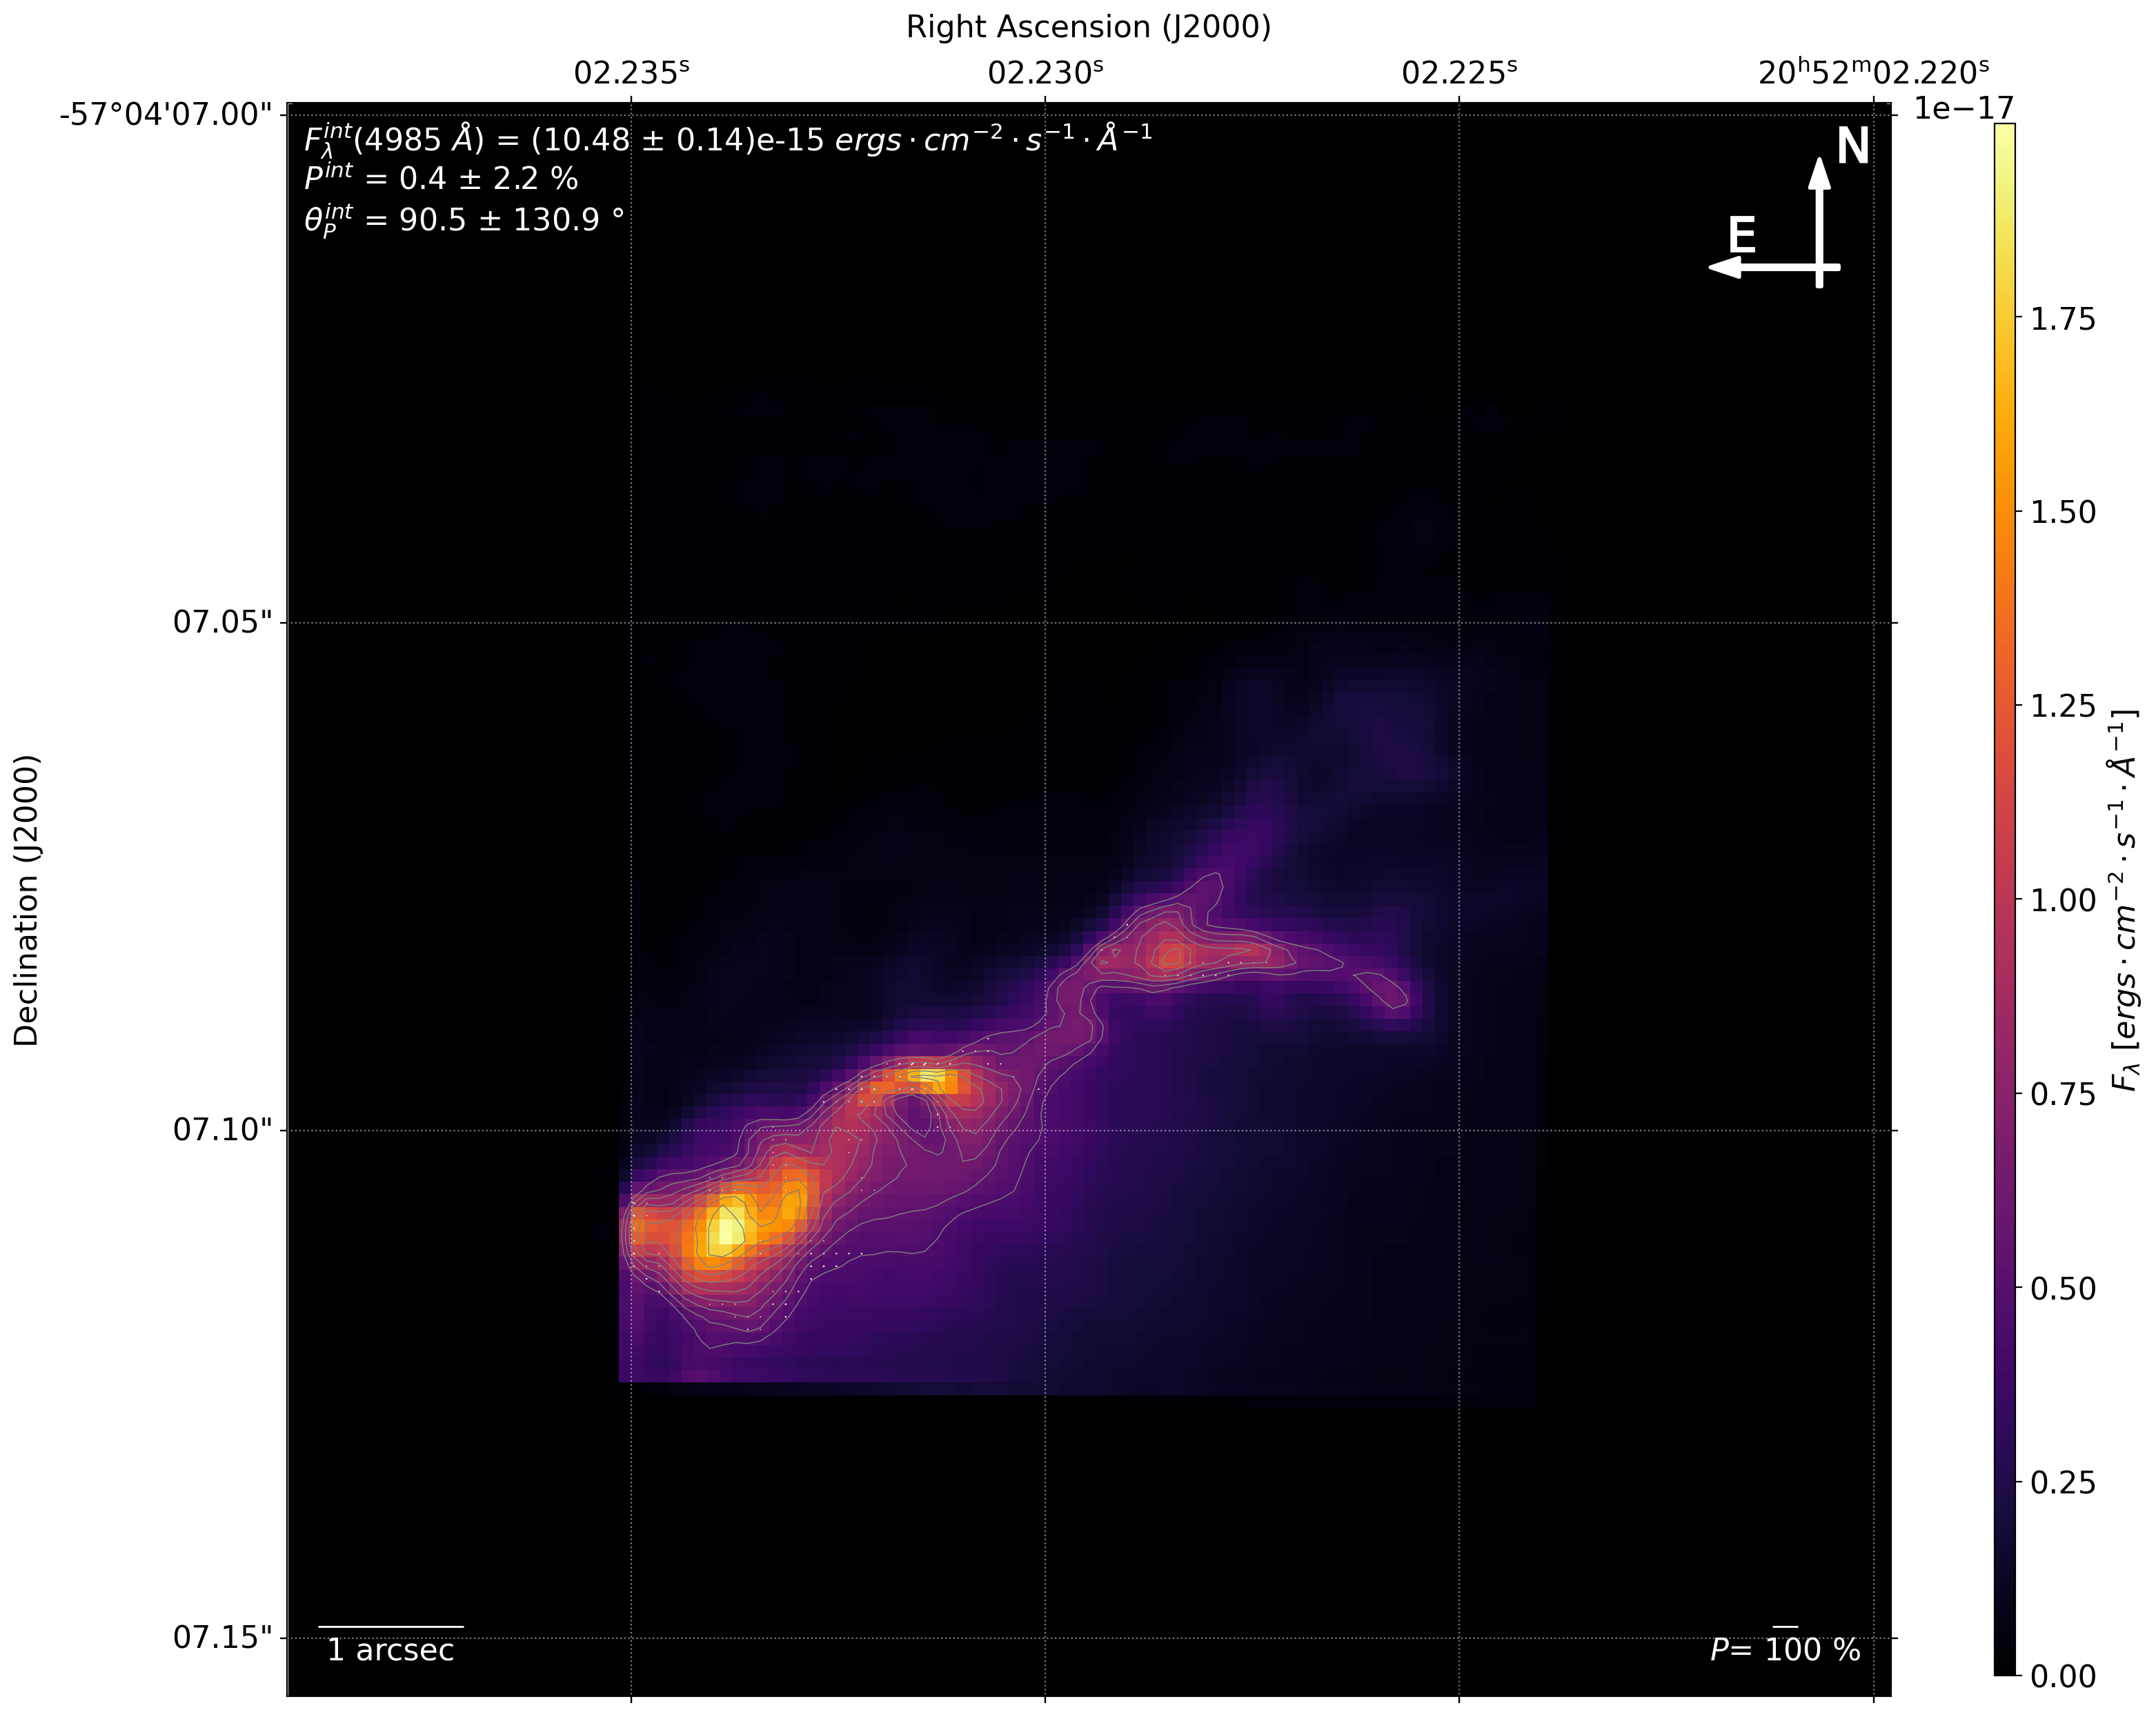 Right Ascension (J2000)
02.235ˢ 02.230ˢ 02.225ˢ 20ʰ52ᵐ02.220ˢ
1e−17
-57°04'07.00"
07.05"
07.10"
07.15"
Declination (J2000)
F_λ^int(4985 Å) = (10.48 ± 0.14)e-15 ergs · cm⁻² · s⁻¹ · Å⁻¹
P^int = 0.4 ± 2.2 %
θ_P^int = 90.5 ± 130.9 °
N
E
1 arcsec
P= 100 %
1.75
1.50
1.25
1.00
0.75
0.50
0.25
0.00
F_λ [ergs · cm⁻² · s⁻¹ · Å⁻¹]